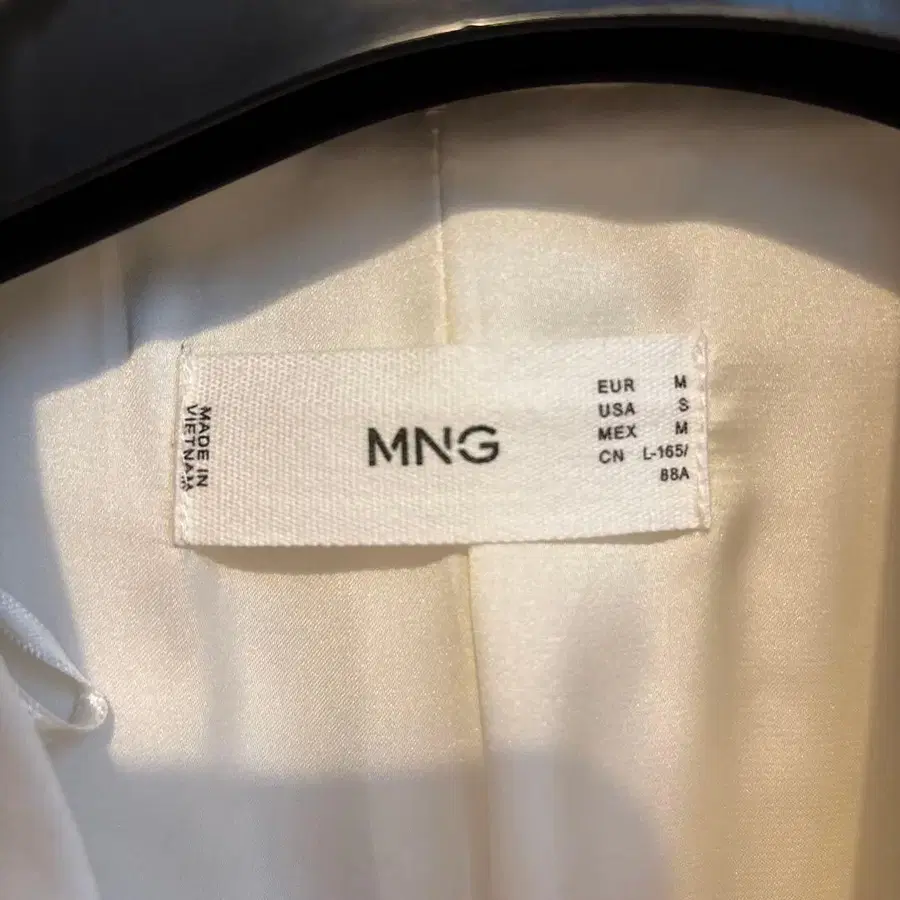 MADE IN
VIETNAM
MNG
EUR M
USA S
MEX M
CN L-165/
88A